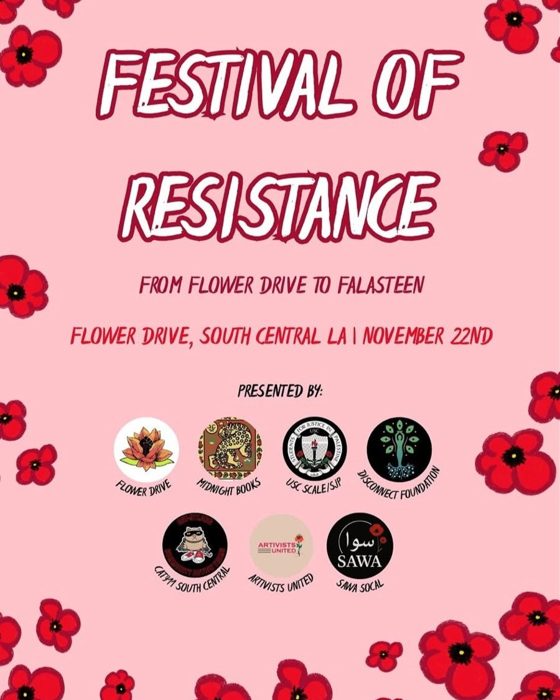 FESTIVAL OF
RESISTANCE
FROM FLOWER DRIVE TO FALASTEEN
FLOWER DRIVE, SOUTH CENTRAL LA | NOVEMBER 22ND
PRESENTED BY:
FLOWER DRIVE
MIDNIGHT BOOKS
USC SCALE/SJP
DISCONNECT FOUNDATION
CAT911 SOUTH CENTRAL
ARTIVISTS
UNITED
ARTIVISTS UNITED
سوا
SAWA
SAWA SOCAL